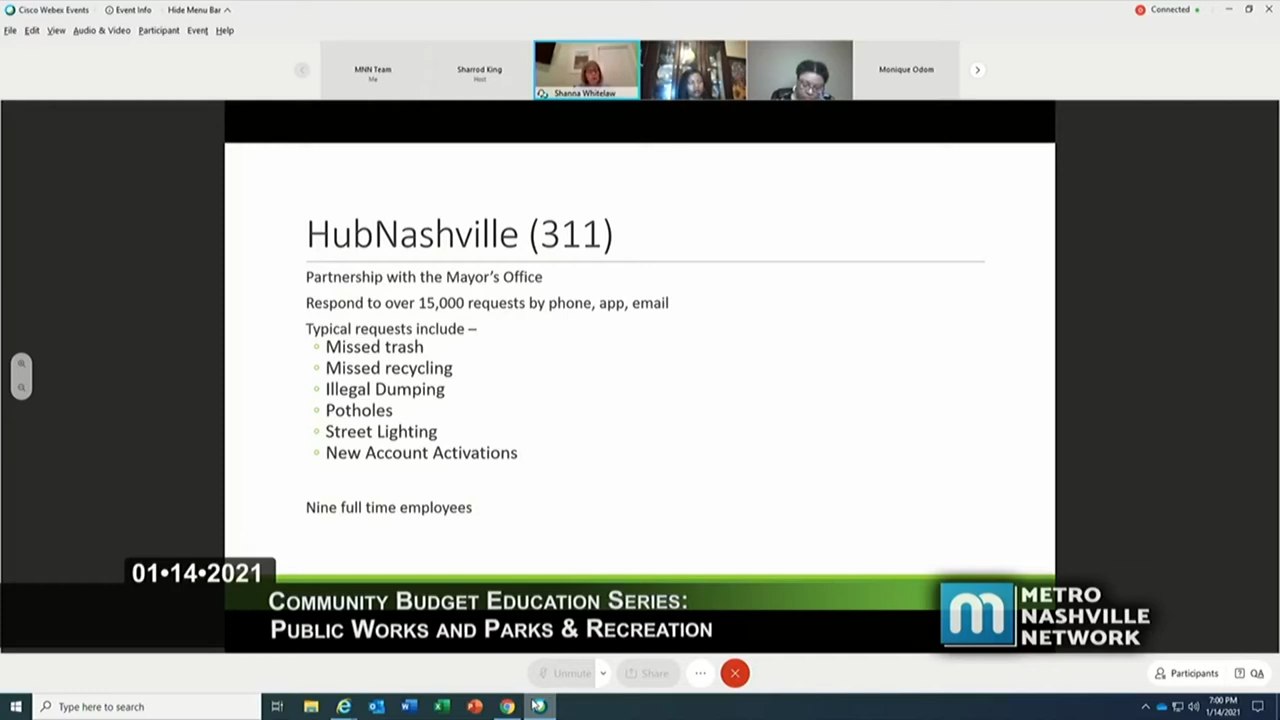 Cisco Webex Events
Event Info
Hide Menu Bar
Connected
File Edit View Audio & Video Participant Event Help
MNN Team
Me
Sharrod King
Host
Shanna Whitelaw
Monique Odom
HubNashville (311)
Partnership with the Mayor's Office
Respond to over 15,000 requests by phone, app, email
Typical requests include –
Missed trash
Missed recycling
Illegal Dumping
Potholes
Street Lighting
New Account Activations
Nine full time employees
01•14•2021
COMMUNITY BUDGET EDUCATION SERIES:
PUBLIC WORKS AND PARKS & RECREATION
m
METRO
NASHVILLE
NETWORK
Unmute
Share
Participants
QA
Type here to search
7:00 PM
1/14/2021